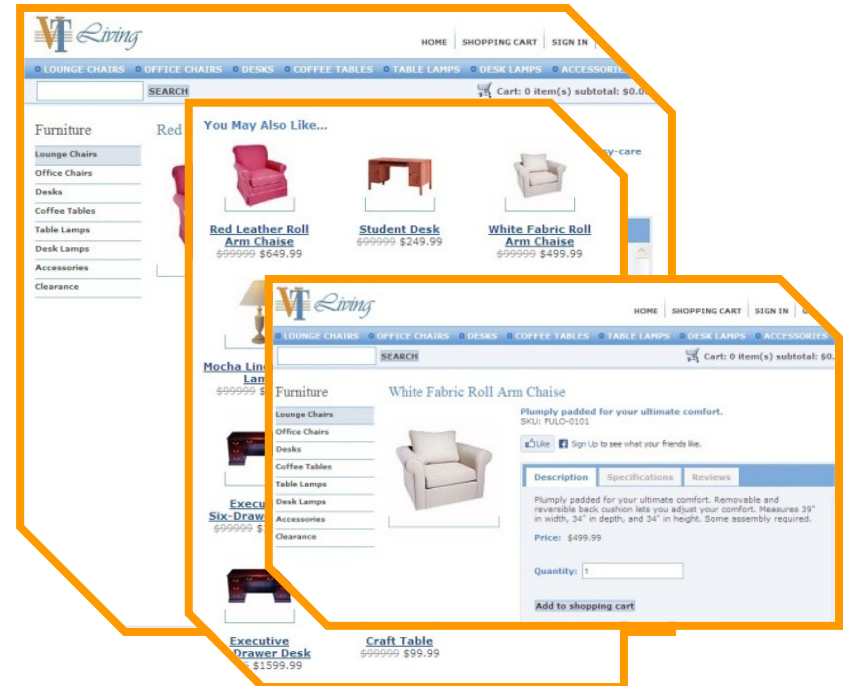 VT Living
HOME SHOPPING CART SIGN IN
LOUNGE CHAIRS OFFICE CHAIRS DESKS COFFEE TABLES TABLE LAMPS DESK LAMPS ACCESSORIES
SEARCH
Cart: 0 item(s) subtotal: $0.
Furniture
Lounge Chairs
Office Chairs
Desks
Coffee Tables
Table Lamps
Desk Lamps
Accessories
Clearance
Red
sy-care
You May Also Like...
Red Leather Roll
Arm Chaise
$99999 $649.99
Student Desk
$99999 $249.99
White Fabric Roll
Arm Chaise
$99999 $499.99
Mocha
$99999
Six-Draw
$99999
Executive
Drawer Desk
$1599.99
Craft Table
$99999 $99.99
VT Living
HOME SHOPPING CART SIGN IN
LOUNGE CHAIRS OFFICE CHAIRS DESKS COFFEE TABLES TABLE LAMPS DESK LAMPS ACCESSORIES
SEARCH
Cart: 0 item(s) subtotal: $0.
Furniture
Lounge Chairs
Office Chairs
Desks
Coffee Tables
Table Lamps
Desk Lamps
Accessories
Clearance
White Fabric Roll Arm Chaise
Plumply padded for your ultimate comfort.
SKU: FULO-0101
Like Sign Up to see what your friends like.
Description Specifications Reviews
Plumply padded for your ultimate comfort. Removable and
reversible back cushion lets you adjust your comfort. Measures 39"
in width, 34" in depth, and 34" in height. Some assembly required.
Price: $499.99
Quantity: 1
Add to shopping cart